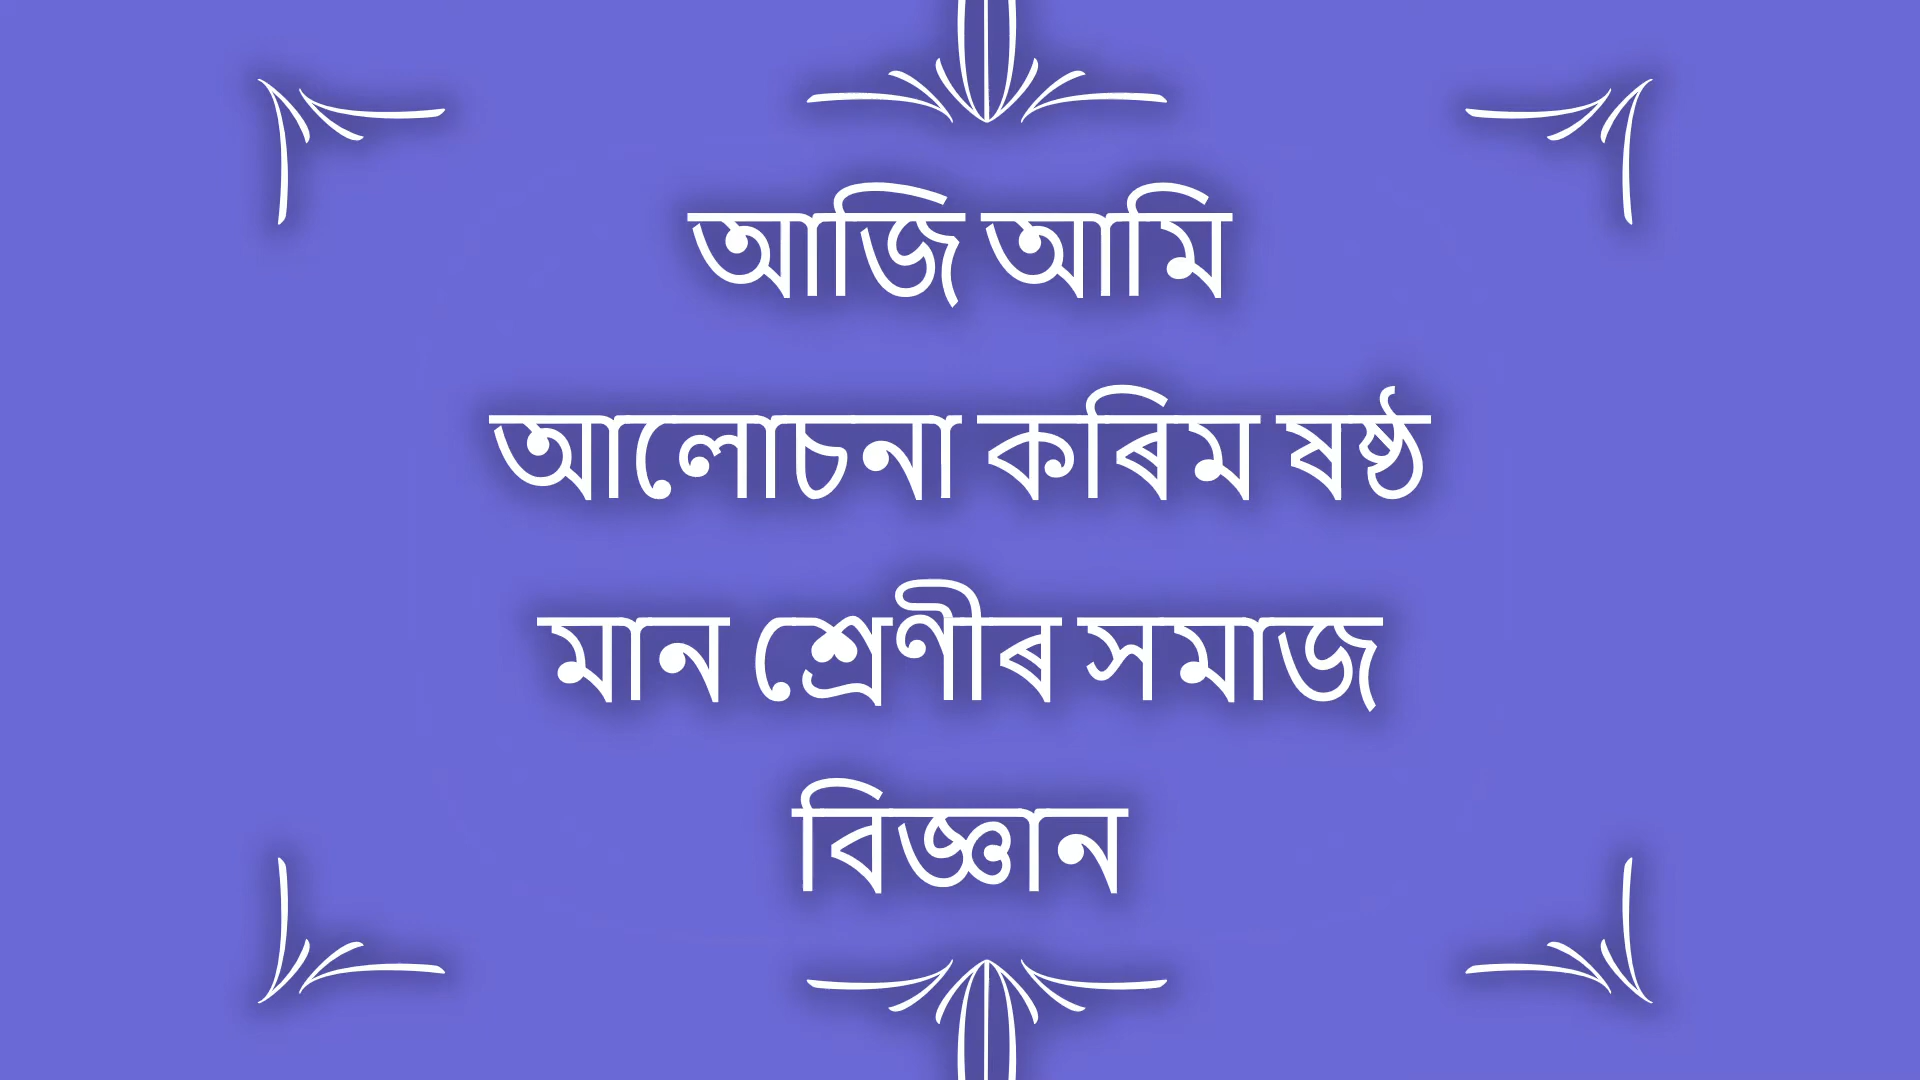 আজি আমি
আলোচনা কৰিম ষষ্ঠ
মান শ্ৰেণীৰ সমাজ
বিজ্ঞান